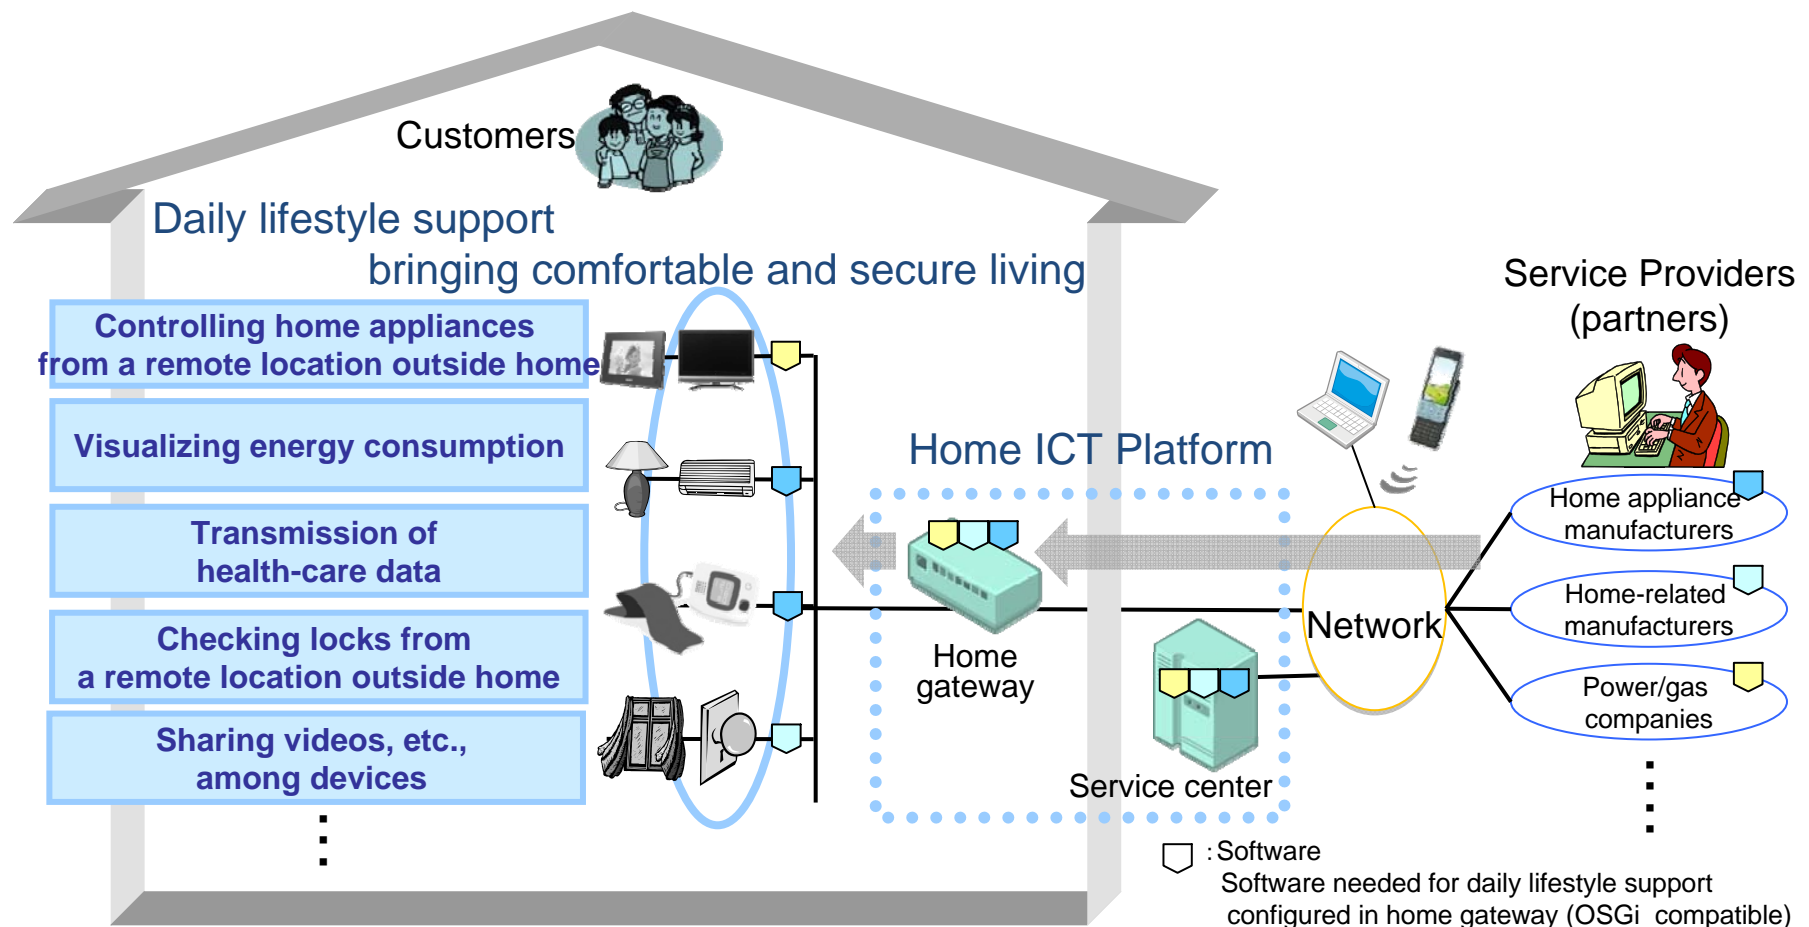 Customers
Daily lifestyle support
bringing comfortable and secure living
Controlling home appliances
from a remote location outside home
Visualizing energy consumption
Transmission of
health-care data
Checking locks from
a remote location outside home
Sharing videos, etc.,
among devices
Home ICT Platform
Home
gateway
Service center
Network
Service Providers
(partners)
Home appliance
manufacturers
Home-related
manufacturers
Power/gas
companies
: Software
Software needed for daily lifestyle support
configured in home gateway (OSGi compatible)